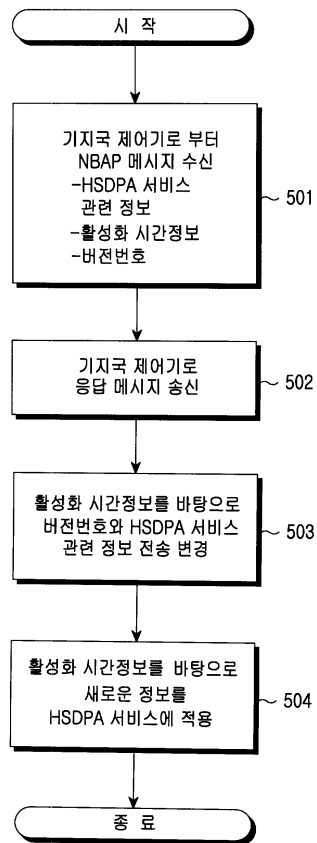 시 작
기지국 제어기로 부터
NBAP 메시지 수신
-HSDPA 서비스
관련 정보
-활성화 시간정보
-버전번호
501
기지국 제어기로
응답 메시지 송신
502
활성화 시간정보를 바탕으로
버전번호와 HSDPA 서비스
관련 정보 전송 변경
503
활성화 시간정보를 바탕으로
새로운 정보를
HSDPA 서비스에 적용
504
종 료